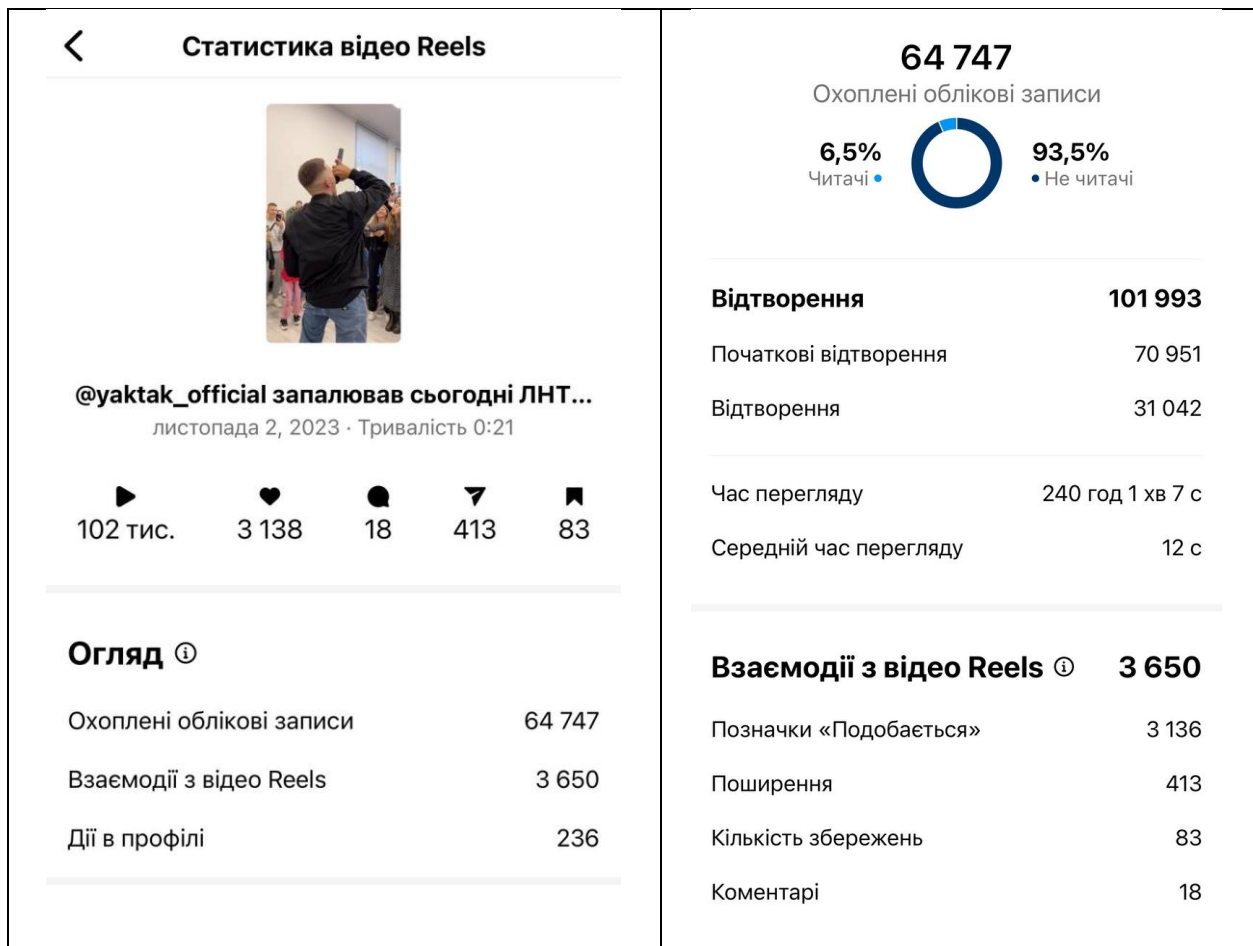 Статистика відео Reels
@yaktak_official запалював сьогодні ЛНТ...
листопада 2, 2023 · Тривалість 0:21
102 тис. 3 138 18 413 83
Огляд
Охоплені облікові записи 64 747
Взаємодії з відео Reels 3 650
Дії в профілі 236
64 747
Охоплені облікові записи
6,5% 93,5%
Читачі • • Не читачі
Відтворення 101 993
Початкові відтворення 70 951
Відтворення 31 042
Час перегляду 240 год 1 хв 7 с
Середній час перегляду 12 с
Взаємодії з відео Reels 3 650
Позначки «Подобається» 3 136
Поширення 413
Кількість збережень 83
Коментарі 18